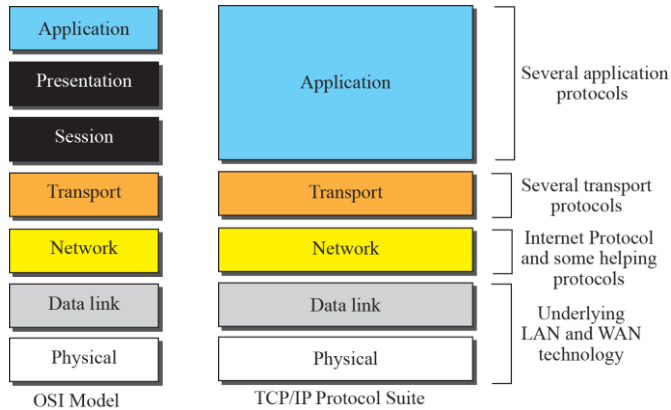 Application
Presentation
Session
Transport
Network
Data link
Physical
OSI Model
Application
Transport
Network
Data link
Physical
TCP/IP Protocol Suite
Several application
protocols
Several transport
protocols
Internet Protocol
and some helping
protocols
Underlying
LAN and WAN
technology